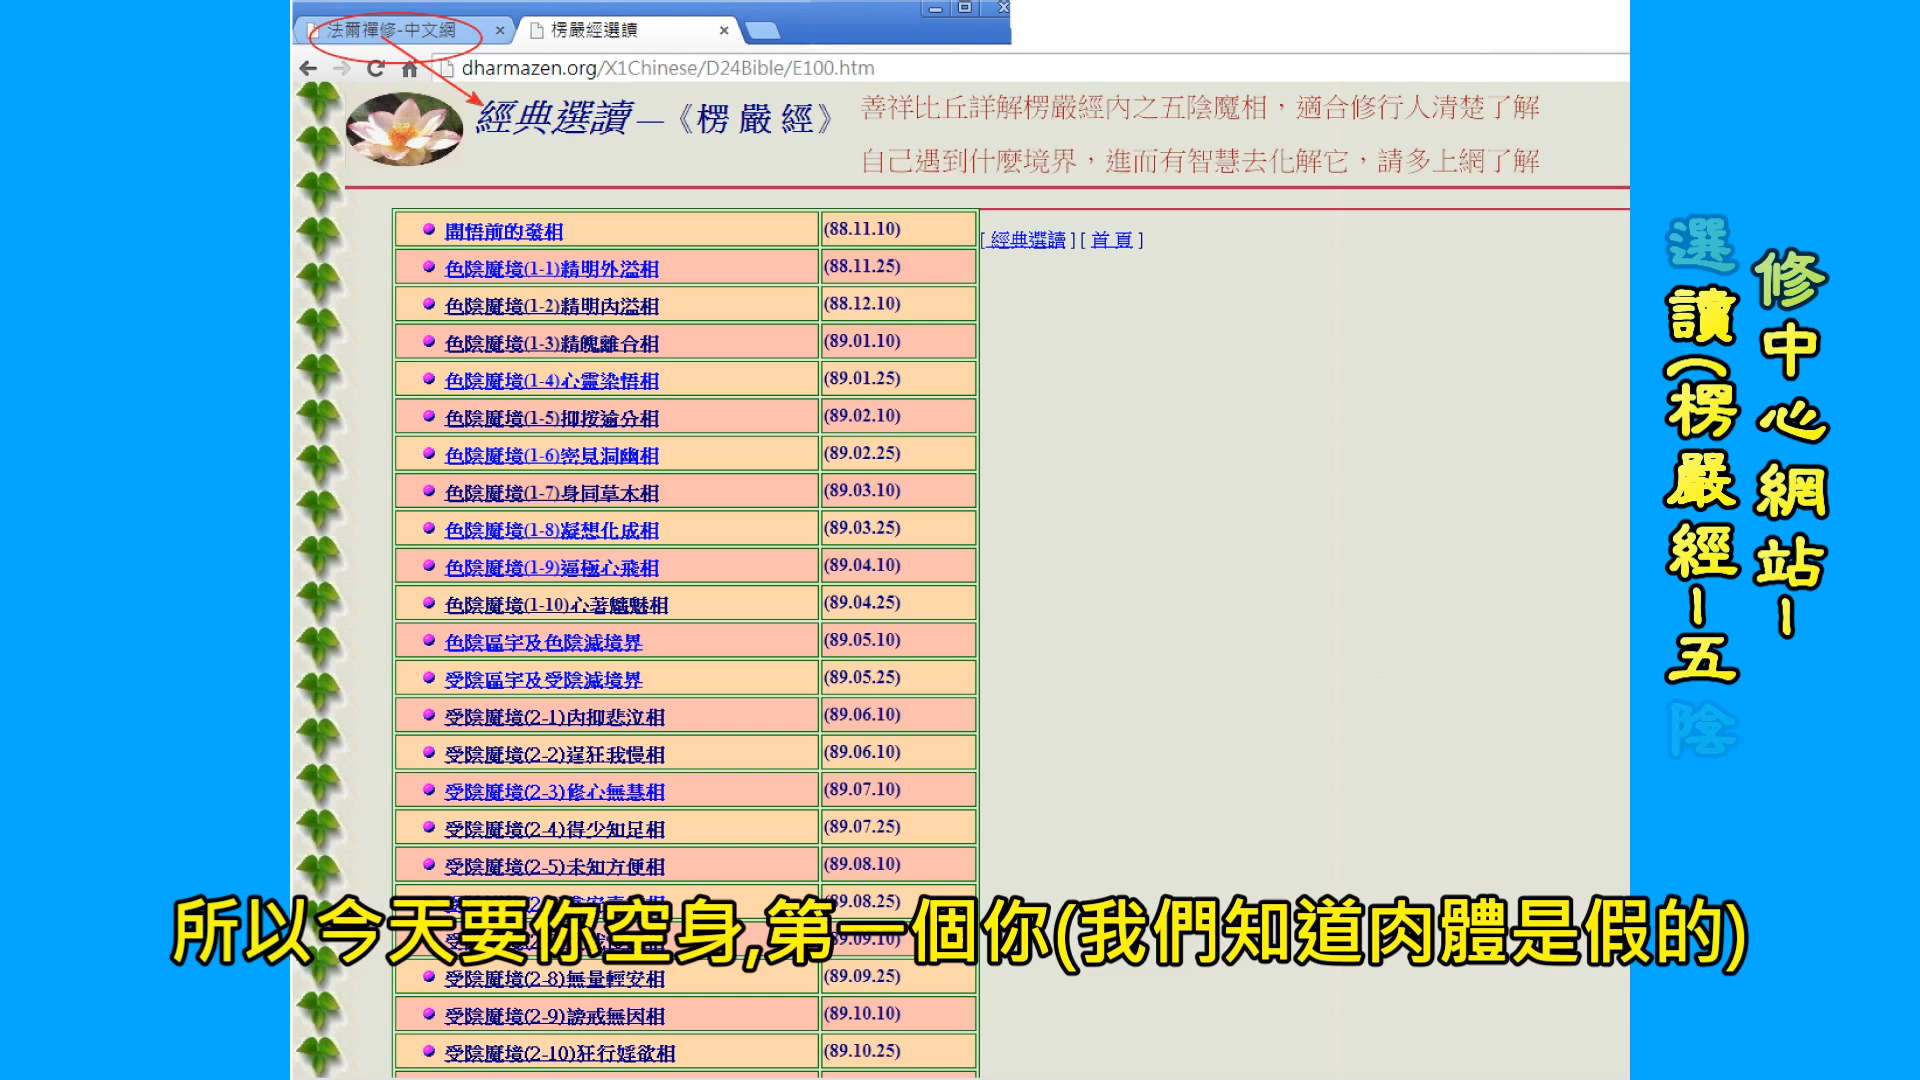 法爾禪修-中文網
楞嚴經選讀
dharmazen.org/X1Chinese/D24Bible/E100.htm
經典選讀—《楞嚴經》
善祥比丘詳解楞嚴經內之五陰魔相，適合修行人清楚了解
自己遇到什麼境界，進而有智慧去化解它，請多上網了解
開悟前的發相 (88.11.10)
[ 經典選讀 ] [ 首頁 ]
色陰魔境(1-1)精明外溢相 (88.11.25)
色陰魔境(1-2)精明內溢相 (88.12.10)
色陰魔境(1-3)精魄離合相 (89.01.10)
色陰魔境(1-4)心靈染悟相 (89.01.25)
色陰魔境(1-5)抑按逾分相 (89.02.10)
色陰魔境(1-6)密見洞幽相 (89.02.25)
色陰魔境(1-7)身同草木相 (89.03.10)
色陰魔境(1-8)凝想化成相 (89.03.25)
色陰魔境(1-9)逼極心飛相 (89.04.10)
色陰魔境(1-10)心著魑魅相 (89.04.25)
色陰區宇及色陰滅境界 (89.05.10)
受陰區宇及受陰滅境界 (89.05.25)
受陰魔境(2-1)內抑悲泣相 (89.06.10)
受陰魔境(2-2)逞狂我慢相 (89.06.10)
受陰魔境(2-3)修心無慧相 (89.07.10)
受陰魔境(2-4)得少知足相 (89.07.25)
受陰魔境(2-5)未知方便相 (89.08.10)
89.08.25)
89.09.10)
受陰魔境(2-8)無量輕安相 (89.09.25)
受陰魔境(2-9)謗戒無因相 (89.10.10)
受陰魔境(2-10)狂行婬欲相 (89.10.25)
修中心網站-
選讀(楞嚴經-五陰
所以今天要你空身,第一個你(我們知道肉體是假的)